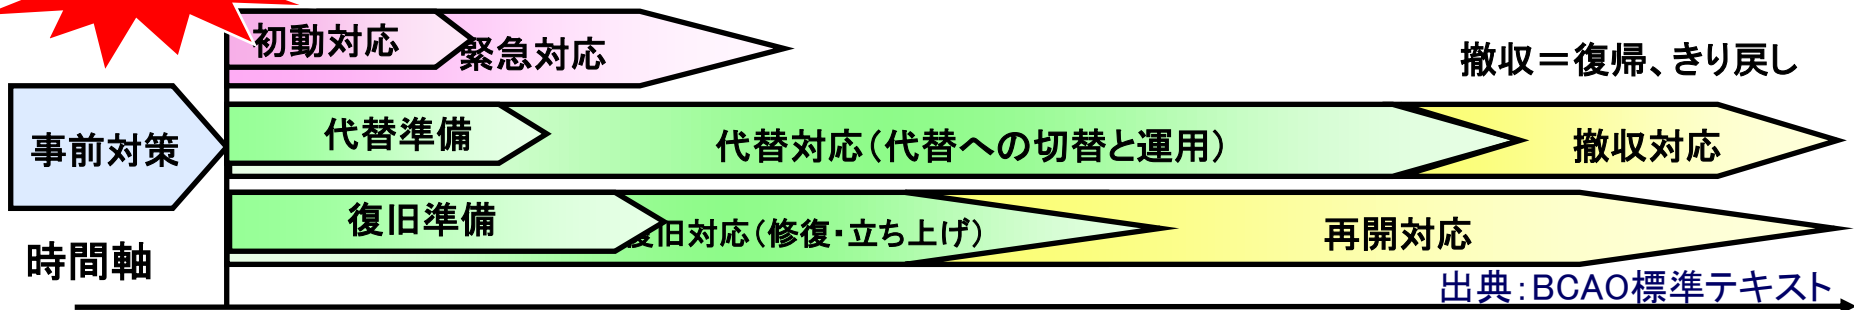 初動対応
緊急対応
撤収＝復帰、きり戻し
事前対策
代替準備
代替対応（代替への切替と運用）
撤収対応
復旧準備
復旧対応（修復・立ち上げ）
再開対応
時間軸
出典：BCAO標準テキスト